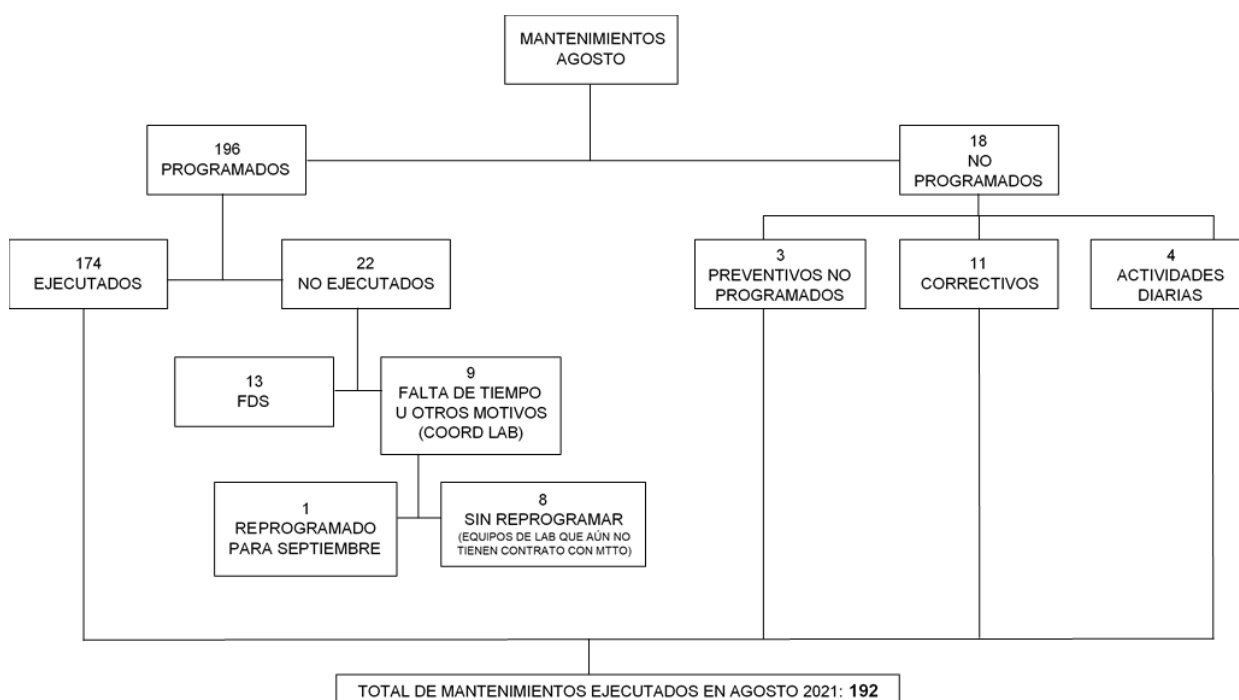 MANTENIMIENTOS
AGOSTO
196
PROGRAMADOS
18
NO
PROGRAMADOS
174
EJECUTADOS
22
NO EJECUTADOS
3
PREVENTIVOS NO
PROGRAMADOS
11
CORRECTIVOS
4
ACTIVIDADES
DIARIAS
13
FDS
9
FALTA DE TIEMPO
U OTROS MOTIVOS
(COORD LAB)
1
REPROGRAMADO
PARA SEPTIEMBRE
8
SIN REPROGRAMAR
(EQUIPOS DE LAB QUE AÚN NO
TIENEN CONTRATO CON MTTO)
TOTAL DE MANTENIMIENTOS EJECUTADOS EN AGOSTO 2021: 192